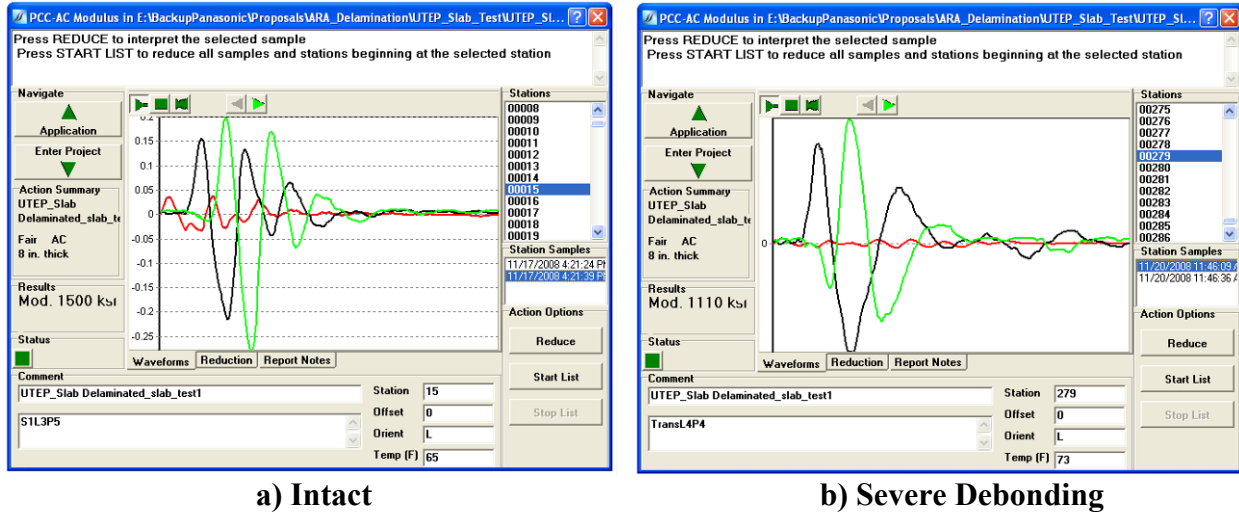 PCC-AC Modulus in E:\BackupPanasonic\Proposals\ARA_Delamination\UTEP_Slab_Test\UTEP_Sl...
Press REDUCE to interpret the selected sample
Press START LIST to reduce all samples and stations beginning at the selected station
Navigate
Application
Enter Project
Action Summary
UTEP_Slab
Delaminated_slab_te
Fair AC
8 in. thick
Results
Mod. 1500 ksi
Status
0.2
0.15
0.1
0.05
0
-0.05
-0.1
-0.15
-0.2
-0.25
Waveforms
Reduction
Report Notes
Stations
00008
00009
00010
00011
00012
00013
00014
00015
00016
00017
00018
00019
Station Samples
11/17/2008 4:21:24 PM
11/17/2008 4:21:39 PM
Action Options
Reduce
Start List
Stop List
Comment
UTEP_Slab Delaminated_slab_test1
S1L3P5
Station 15
Offset 0
Orient L
Temp (F) 65
a) Intact
PCC-AC Modulus in E:\BackupPanasonic\Proposals\ARA_Delamination\UTEP_Slab_Test\UTEP_Sl...
Press REDUCE to interpret the selected sample
Press START LIST to reduce all samples and stations beginning at the selected station
Navigate
Application
Enter Project
Action Summary
UTEP_Slab
Delaminated_slab_te
Fair AC
8 in. thick
Results
Mod. 1110 ksi
Status
0
Waveforms
Reduction
Report Notes
Stations
00275
00276
00277
00278
00279
00280
00281
00282
00283
00284
00285
00286
Station Samples
11/20/2008 11:46:09 A
11/20/2008 11:46:36 A
Action Options
Reduce
Start List
Stop List
Comment
UTEP_Slab Delaminated_slab_test1
TransL4P4
Station 279
Offset 0
Orient L
Temp (F) 73
b) Severe Debonding